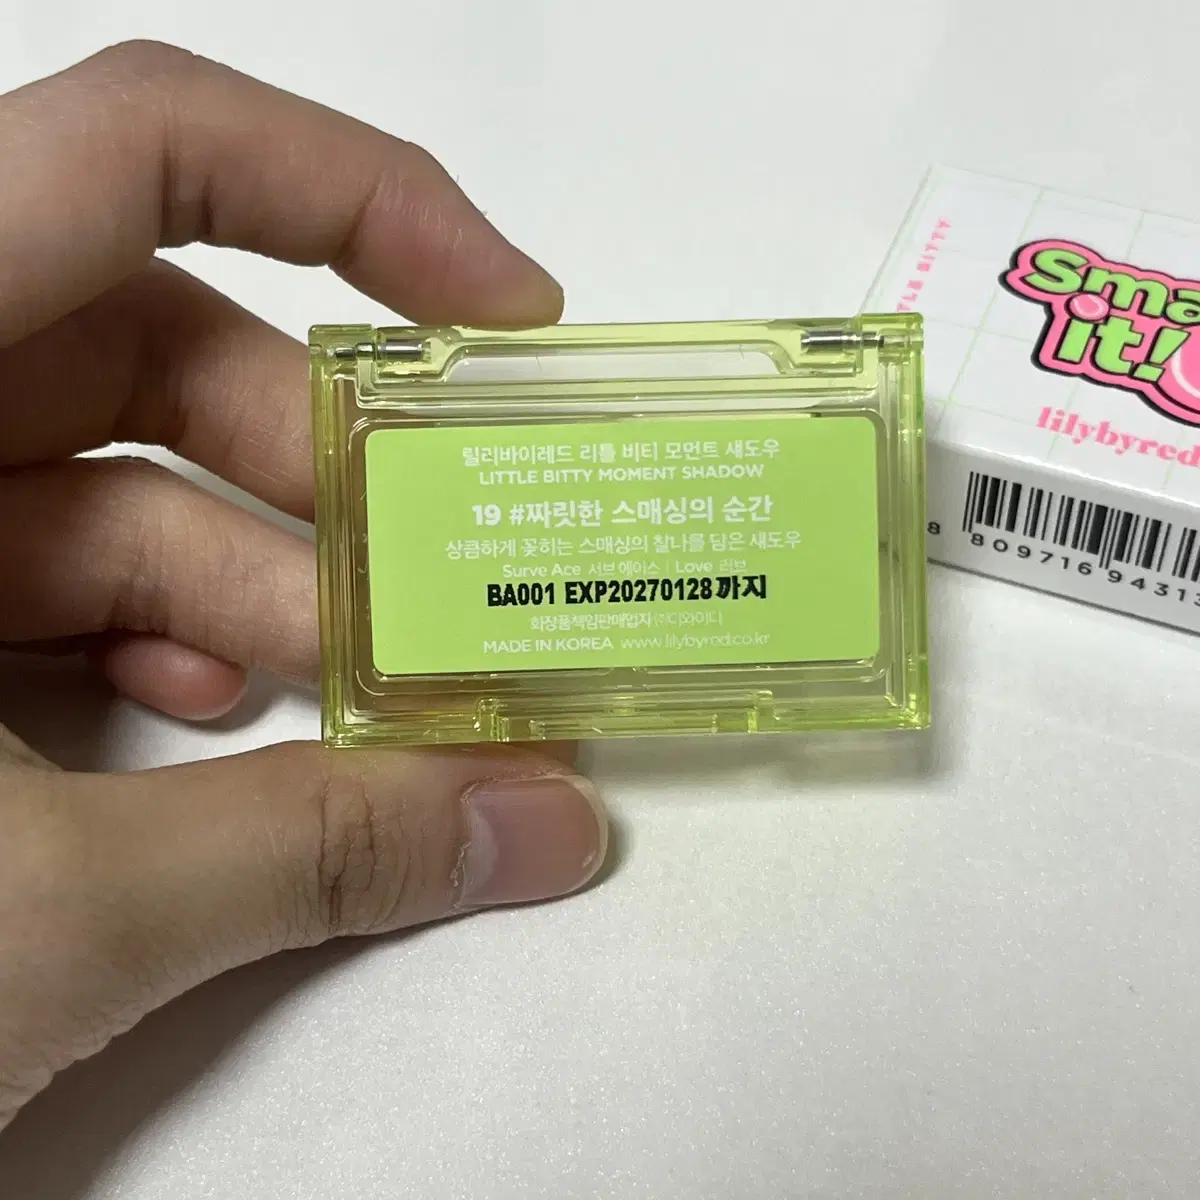 릴리바이레드 리틀 비티 모먼트 섀도우
LITTLE BITTY MOMENT SHADOW
19 #짜릿한 스매싱의 순간
상큼하게 꽂히는 스매싱의 찰나를 담은 섀도우
Surve Ace 서브 에이스 | Love 러브
BA001 EXP20270128까지
화장품책임판매업자 (주)디와이디
MADE IN KOREA www.lilybyred.co.kr
BITTY
Sma
it!
lilybyred
8 809716 94313